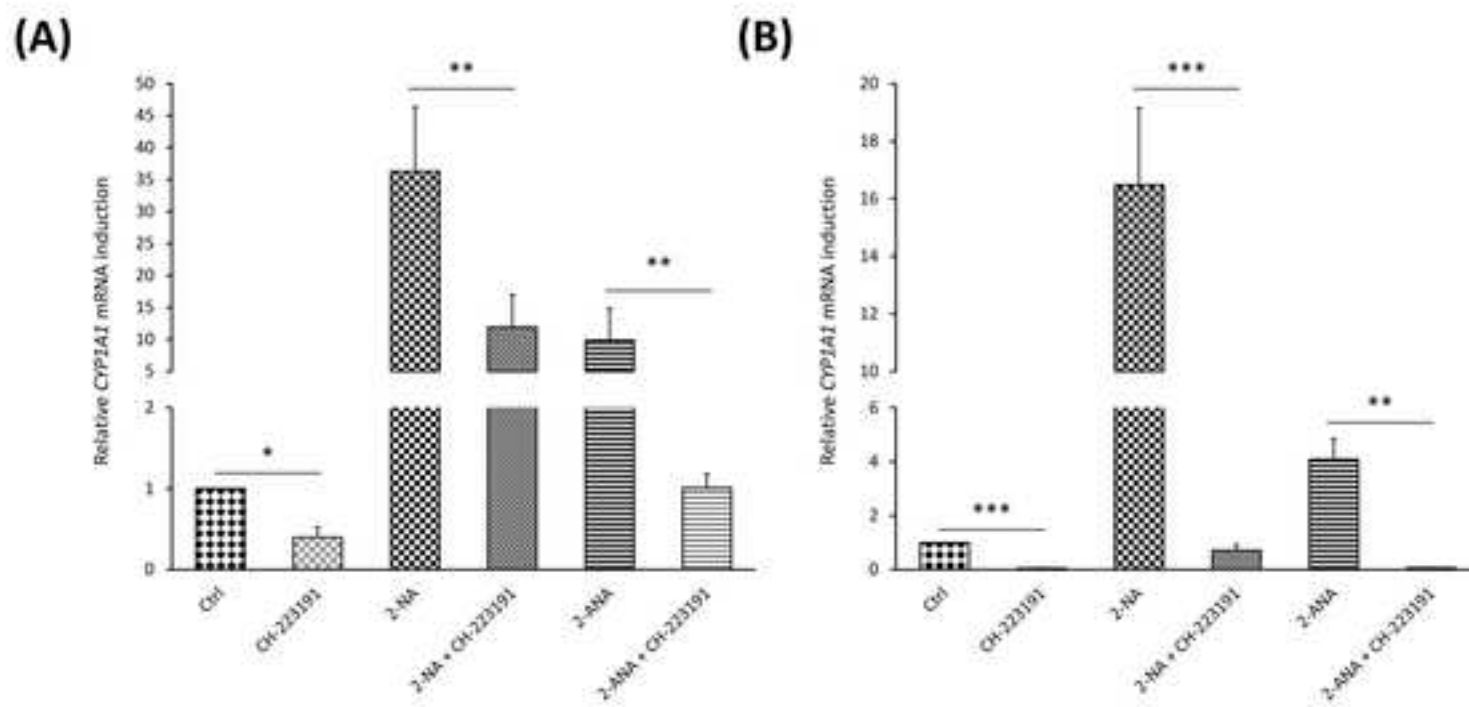 (A)
Relative CYP1A1 mRNA induction
50
45
40
35
30
25
20
15
10
5
2
1
0
**
**
*
Ctrl
CH-223191
2-NA
2-NA + CH-223191
2-ANA
2-ANA + CH-223191
(B)
Relative CYP1A1 mRNA induction
20
18
16
14
12
10
6
4
2
0
***
**
***
Ctrl
CH-223191
2-NA
2-NA + CH-223191
2-ANA
2-ANA + CH-223191